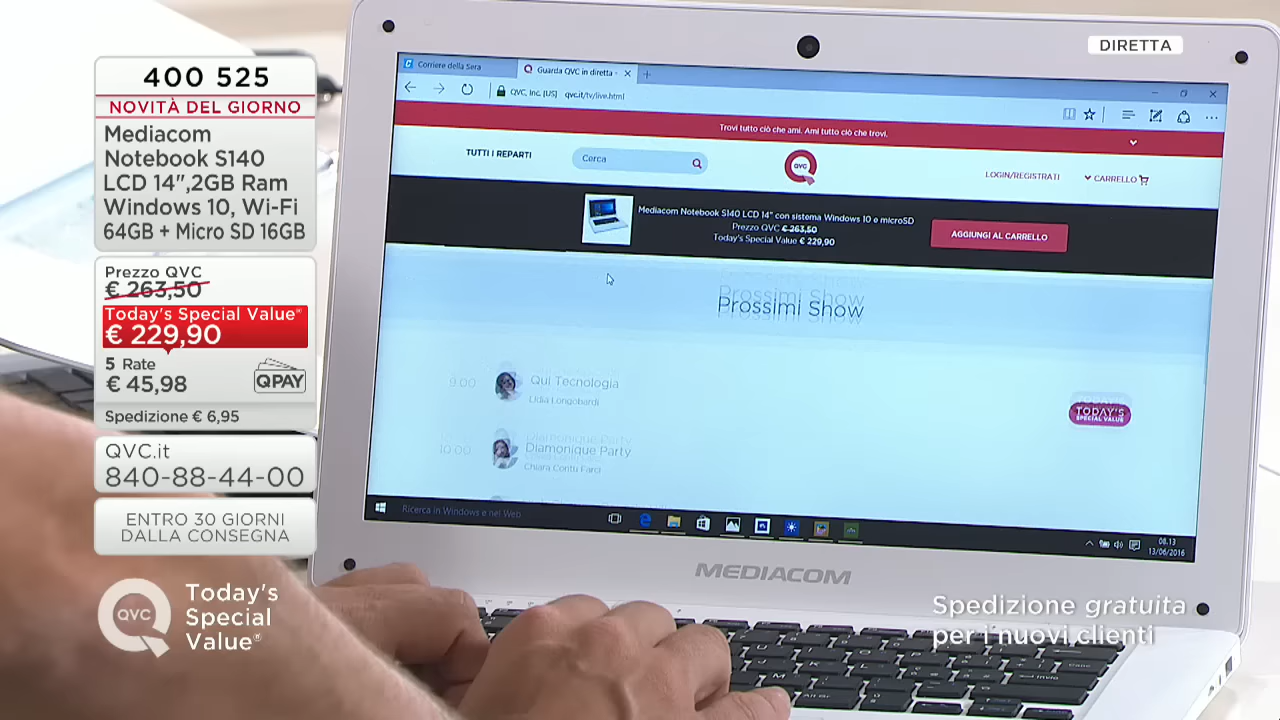 400 525
NOVITÀ DEL GIORNO
Mediacom
Notebook S140
LCD 14",2GB Ram
Windows 10, Wi-Fi
64GB + Micro SD 16GB
Prezzo QVC
€ 263,50
Today's Special Value®
€ 229,90
5 Rate
€ 45,98
QPAY
Spedizione € 6,95
QVC.it
840-88-44-00
ENTRO 30 GIORNI
DALLA CONSEGNA
QVC
Today's
Special
Value®
DIRETTA
Corriere della Sera
Guarda QVC in diretta -
QVC, Inc. [US] qvc.it/tv/live.html
Trovi tutto ciò che ami. Ami tutto ciò che trovi.
TUTTI I REPARTI
Cerca
QVC
LOGIN/REGISTRATI
CARRELLO
Mediacom Notebook S140 LCD 14" con sistema Windows 10 e microSD
Prezzo QVC € 263,50
Today's Special Value € 229,90
AGGIUNGI AL CARRELLO
Prossimi Show
9:00
Qui Tecnologia
Lidia Longobardi
TODAY'S
SPECIAL VALUE
10:00
Diamonique Party
Chiara Contu Farci
Ricerca in Windows e nel Web
08.13
13/06/2016
MEDIACOM
Spedizione gratuita
per i nuovi clienti